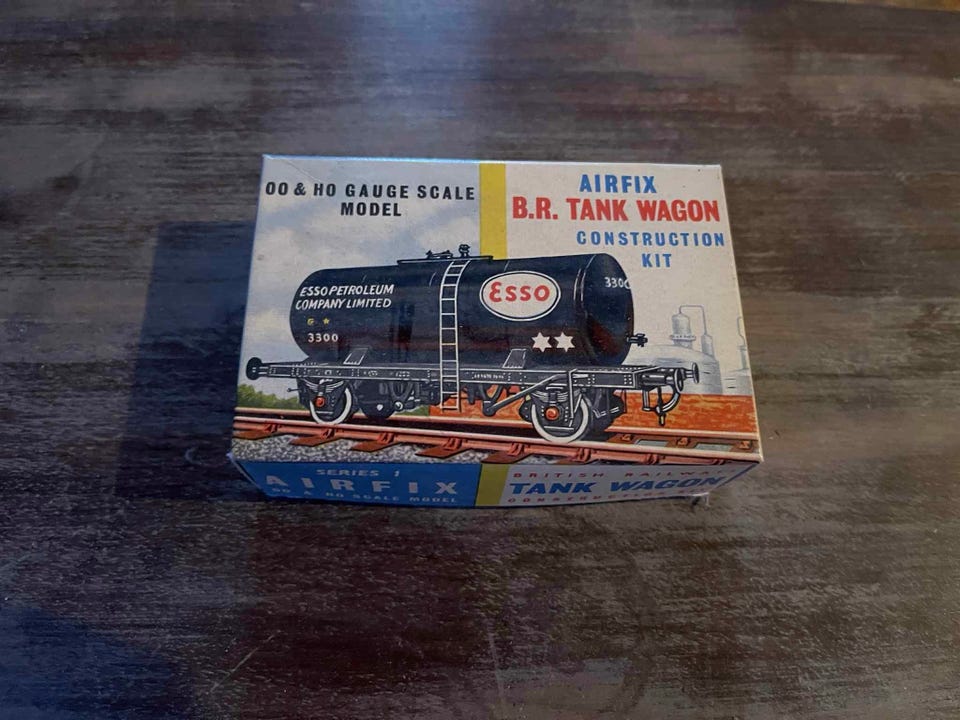 OO & HO GAUGE SCALE
MODEL
AIRFIX
B.R. TANK WAGON
CONSTRUCTION
KIT
ESSO PETROLEUM
COMPANY LIMITED
3300
Esso
3300
SERIES 1
AIRFIX
OO & HO SCALE MODEL
BRITISH RAILWAYS
TANK WAGON